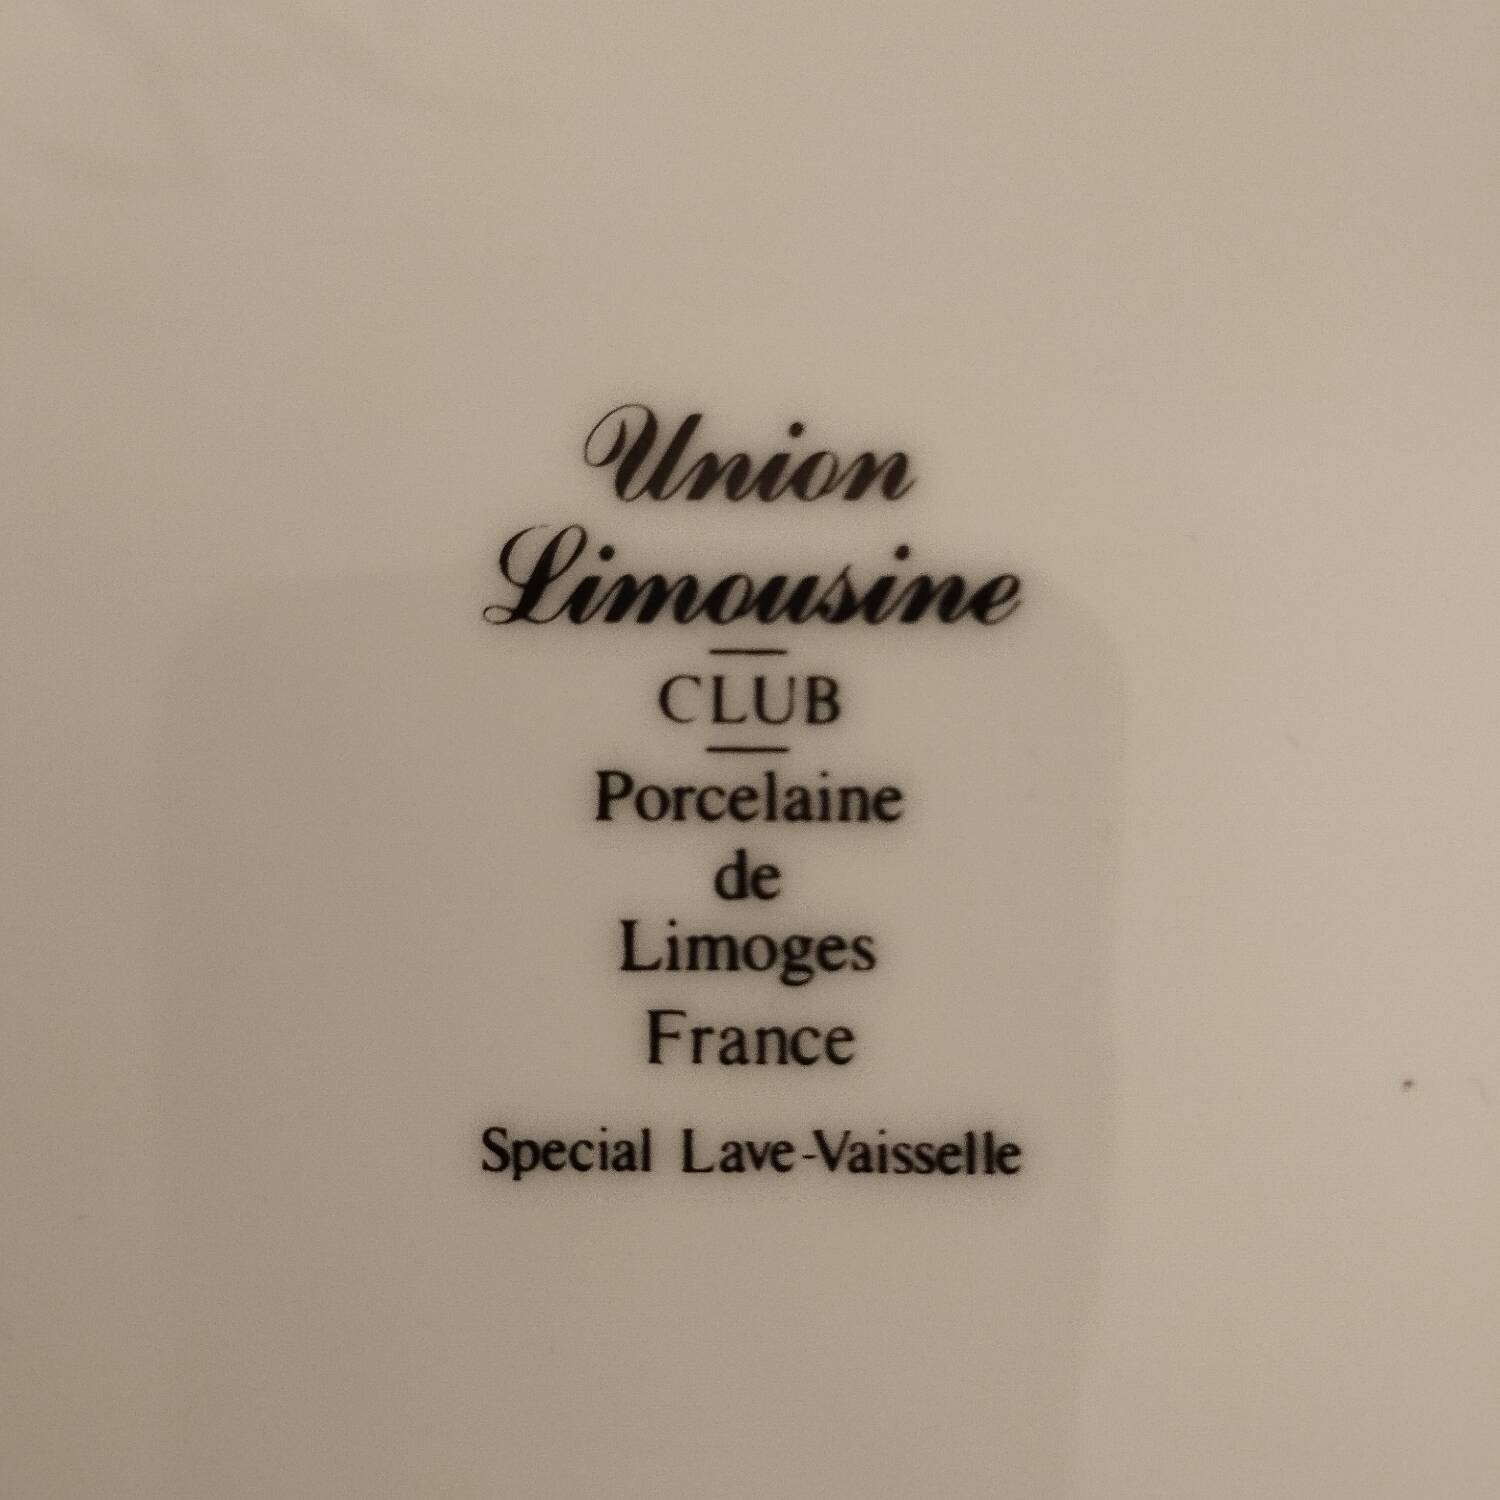 Union
Limousine
CLUB
Porcelaine
de
Limoges
France
Special Lave-Vaisselle